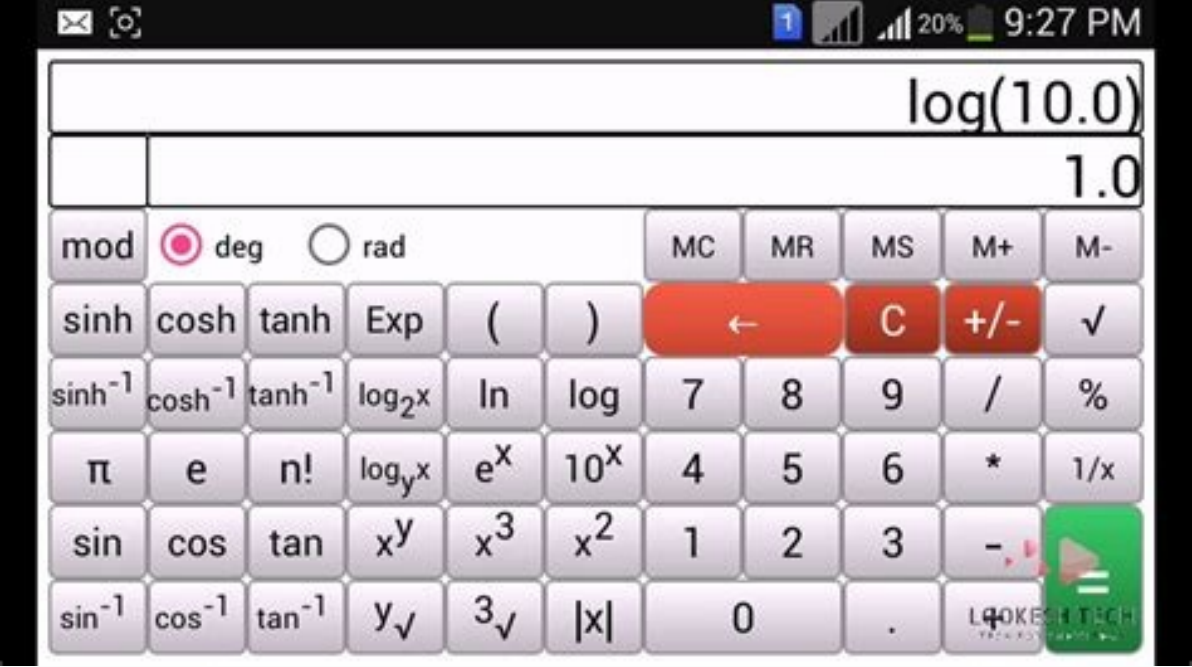 1 20% 9:27 PM
log(10.0)
1.0
mod deg rad MC MR MS M+ M-
sinh cosh tanh Exp ( ) ← C +/- √
sinh⁻¹ cosh⁻¹ tanh⁻¹ log₂x ln log 7 8 9 / %
π e n! logᵧx eˣ 10ˣ 4 5 6 * 1/x
sin cos tan xʸ x³ x² 1 2 3 - =
sin⁻¹ cos⁻¹ tan⁻¹ ʸ√ ³√ |x| 0 . +
LOOKESH TECH